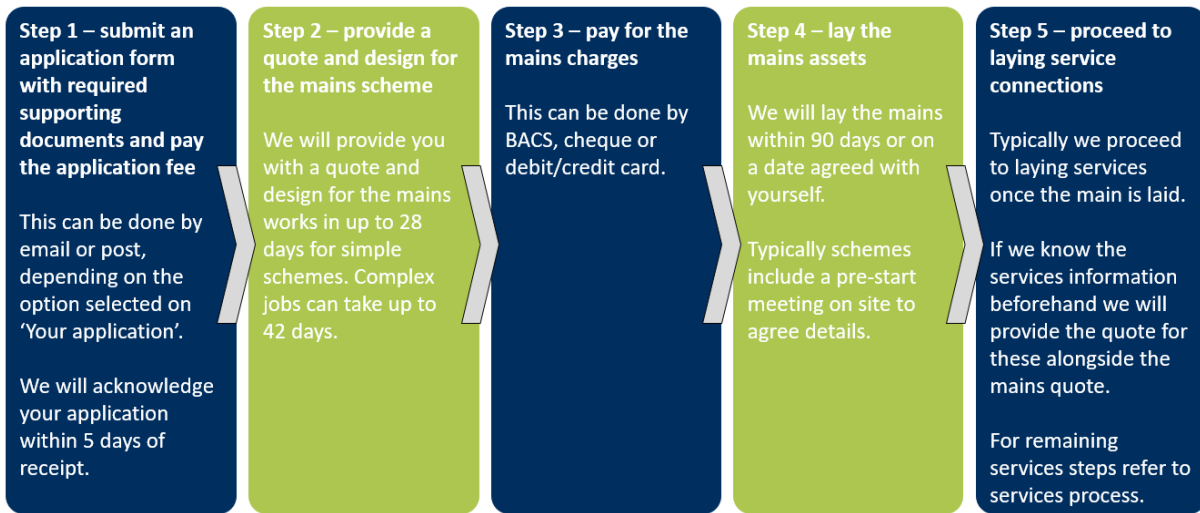 Step 1 – submit an
application form
with required
supporting
documents and pay
the application fee
This can be done by
email or post,
depending on the
option selected on
‘Your application’.
We will acknowledge
your application
within 5 days of
receipt.
Step 2 – provide a
quote and design for
the mains scheme
We will provide you
with a quote and
design for the mains
works in up to 28
days for simple
schemes. Complex
jobs can take up to
42 days.
Step 3 – pay for the
mains charges
This can be done by
BACS, cheque or
debit/credit card.
Step 4 – lay the
mains assets
We will lay the mains
within 90 days or on
a date agreed with
yourself.
Typically schemes
include a pre-start
meeting on site to
agree details.
Step 5 – proceed to
laying service
connections
Typically we proceed
to laying services
once the main is laid.
If we know the
services information
beforehand we will
provide the quote for
these alongside the
mains quote.
For remaining
services steps refer to
services process.